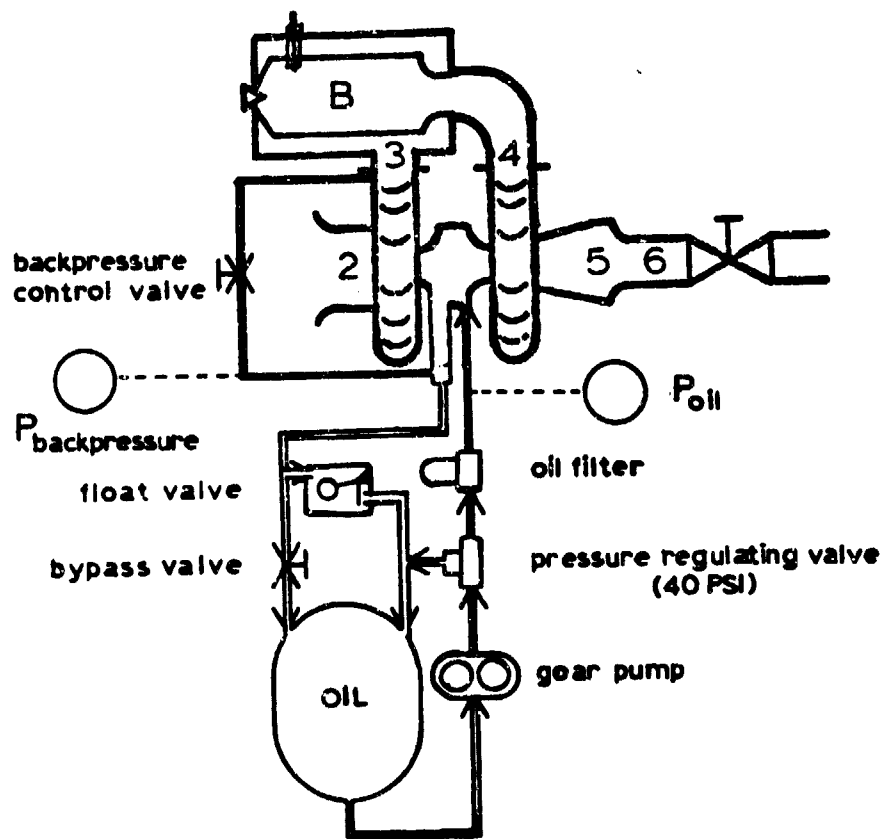 B
3
4
2
5
6
backpressure
control valve
P backpressure
P oil
float valve
oil filter
bypass valve
pressure regulating valve
(40 PSI)
OIL
gear pump